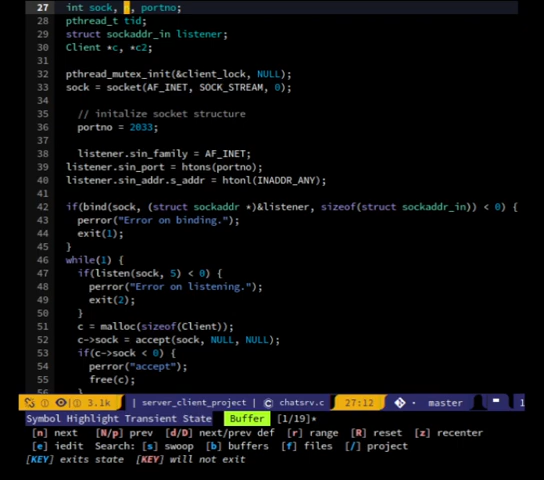 27 int sock, i, portno;
28 pthread_t tid;
29 struct sockaddr_in listener;
30 Client *c, *c2;
31
32 pthread_mutex_init(&client_lock, NULL);
33 sock = socket(AF_INET, SOCK_STREAM, 0);
34
35 // initalize socket structure
36 portno = 2033;
37
38 listener.sin_family = AF_INET;
39 listener.sin_port = htons(portno);
40 listener.sin_addr.s_addr = htonl(INADDR_ANY);
41
42 if(bind(sock, (struct sockaddr *)&listener, sizeof(struct sockaddr_in)) < 0) {
43 perror("Error on binding.");
44 exit(1);
45 }
46 while(1) {
47 if(listen(sock, 5) < 0) {
48 perror("Error on listening.");
49 exit(2);
50 }
51 c = malloc(sizeof(Client));
52 c->sock = accept(sock, NULL, NULL);
53 if(c->sock < 0) {
54 perror("accept");
55 free(c);
3.1k | server_client_project | chatsrv.c 27:12 master 1
Symbol Highlight Transient State Buffer [1/19]*
[n] next [N/p] prev [d/D] next/prev def [r] range [R] reset [z] recenter
[e] iedit Search: [s] swoop [b] buffers [f] files [/] project
[KEY] exits state [KEY] will not exit